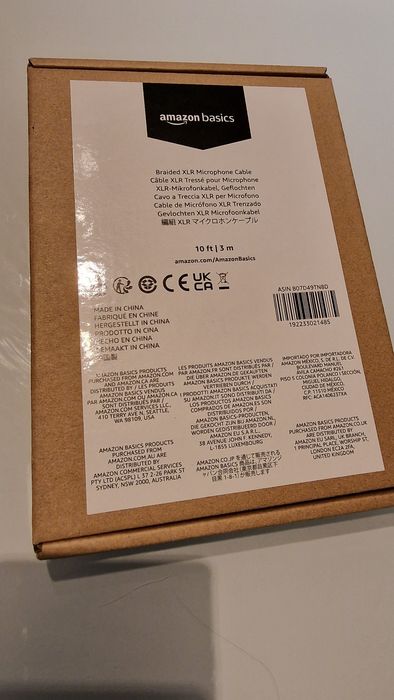 amazon basics
Braided XLR Microphone Cable
Câble XLR Tressé pour Microphone
XLR-Mikrofonkabel, Geflochten
Cavo a Treccia XLR per Microfono
Cable de Micrófono XLR Trenzado
Gevlochten XLR Microfoonkabel
編組 XLR マイクロホンケーブル
10 ft | 3 m
amazon.com/AmazonBasics
CE UK CA
ASIN B07D49TNBD
192233021485
MADE IN CHINA
FABRIQUÉ EN CHINE
HERGESTELLT IN CHINA
PRODOTTO IN CINA
HECHO EN CHINA
GEMAAKT IN CHINA
中国製
AMAZON BASICS PRODUCTS
PURCHASED FROM AMAZON.COM
AND AMAZON.CA ARE
DISTRIBUTED BY / LES PRODUITS
AMAZON BASICS VENDUS
PAR AMAZON.COM OU AMAZON.CA
SONT DISTRIBUÉS PAR :
AMAZON.COM SERVICES LLC,
410 TERRY AVE N, SEATTLE,
WA 98109, USA
AMAZON BASICS PRODUCTS
PURCHASED FROM
AMAZON.COM.AU ARE
DISTRIBUTED BY
AMAZON COMMERCIAL SERVICES
PTY LTD (ACSPL) L 37 2-26 PARK ST
SYDNEY, NSW 2000, AUSTRALIA
LES PRODUITS AMAZON BASICS VENDUS
PAR AMAZON.FR SONT DISTRIBUÉS PAR /
DIE ÜBER AMAZON.DE GEKAUFTEN
AMAZON BASICS PRODUKTE WERDEN
VERTRIEBEN DURCH /
I PRODOTTI AMAZON BASICS ACQUISTATI
SU AMAZON.IT SONO DISTRIBUITI DA /
LOS PRODUCTOS AMAZON BASICS
COMPRADOS DE AMAZON.ES SON
DISTRIBUIDOS POR /
AMAZON BASICS-PRODUCTEN,
DIE GEKOCHT ZIJN BIJ AMAZON.NL,
WORDEN GEDISTRIBUEERD DOOR /
AMAZON EU S.À R.L.,
38 AVENUE JOHN F. KENNEDY,
L-1855 LUXEMBOURG
AMAZON.CO.JP を通して販売される
AMAZON BASICS 商品は、アマゾンジ
ャパン合同会社（東京都目黒区下
目黒 1-8-1）が販売します
IMPORTADO POR: IMPORTADORA
AMAZON MÉXICO, S. DE R.L. DE C.V.
BOULEVARD MANUEL
ÁVILA CAMACHO #261
PISO 5 COLONIA POLANCO I SECCIÓN,
MIGUEL HIDALGO,
CIUDAD DE MÉXICO,
C.P. 11510 MÉXICO
RFC: ACA140623TXA
AMAZON BASICS PRODUCTS
PURCHASED FROM AMAZON.CO.UK
ARE DISTRIBUTED BY
AMAZON EU SARL, UK BRANCH,
1 PRINCIPAL PLACE, WORSHIP ST,
LONDON EC2A 2FA,
UNITED KINGDOM